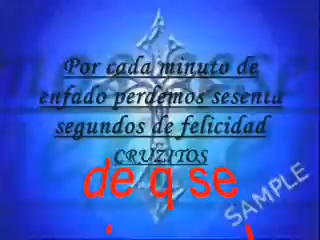 Por cada minuto de
enfado perdemos sesenta
segundos de felicidad
CRUZITOS
de q se
SAMPLE